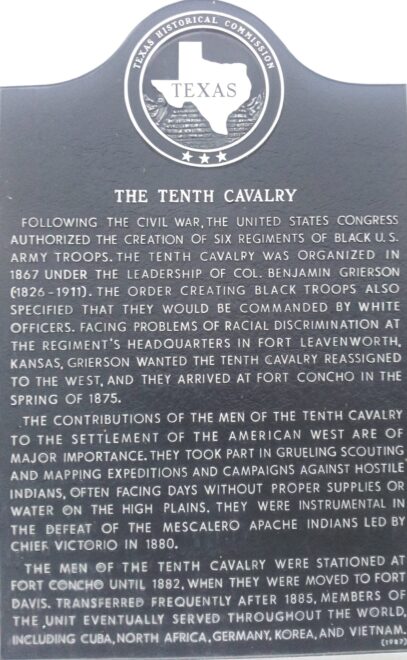 TEXAS HISTORICAL COMMISSION
TEXAS
THE TENTH CAVALRY
FOLLOWING THE CIVIL WAR, THE UNITED STATES CONGRESS
AUTHORIZED THE CREATION OF SIX REGIMENTS OF BLACK U.S.
ARMY TROOPS. THE TENTH CAVALRY WAS ORGANIZED IN
1867 UNDER THE LEADERSHIP OF COL. BENJAMIN GRIERSON
(1826-1911). THE ORDER CREATING BLACK TROOPS ALSO
SPECIFIED THAT THEY WOULD BE COMMANDED BY WHITE
OFFICERS. FACING PROBLEMS OF RACIAL DISCRIMINATION AT
THE REGIMENT'S HEADQUARTERS IN FORT LEAVENWORTH,
KANSAS, GRIERSON WANTED THE TENTH CAVALRY REASSIGNED
TO THE WEST, AND THEY ARRIVED AT FORT CONCHO IN THE
SPRING OF 1875.
THE CONTRIBUTIONS OF THE MEN OF THE TENTH CAVALRY
TO THE SETTLEMENT OF THE AMERICAN WEST ARE OF
MAJOR IMPORTANCE. THEY TOOK PART IN GRUELING SCOUTING
AND MAPPING EXPEDITIONS AND CAMPAIGNS AGAINST HOSTILE
INDIANS, OFTEN FACING DAYS WITHOUT PROPER SUPPLIES OR
WATER ON THE HIGH PLAINS. THEY WERE INSTRUMENTAL IN
THE DEFEAT OF THE MESCALERO APACHE INDIANS LED BY
CHIEF VICTORIO IN 1880.
THE MEN OF THE TENTH CAVALRY WERE STATIONED AT
FORT CONCHO UNTIL 1882, WHEN THEY WERE MOVED TO FORT
DAVIS. TRANSFERRED FREQUENTLY AFTER 1885, MEMBERS OF
THE UNIT EVENTUALLY SERVED THROUGHOUT THE WORLD,
INCLUDING CUBA, NORTH AFRICA, GERMANY, KOREA, AND VIETNAM.
(1987)